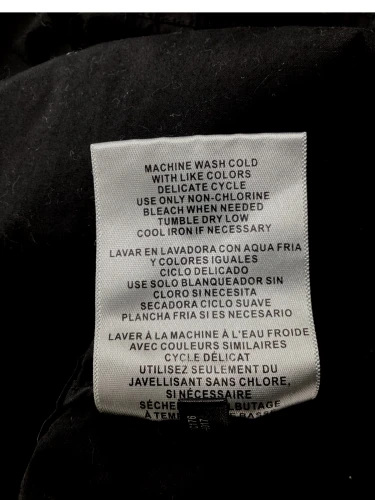 MACHINE WASH COLD
WITH LIKE COLORS
DELICATE CYCLE
USE ONLY NON-CHLORINE
BLEACH WHEN NEEDED
TUMBLE DRY LOW
COOL IRON IF NECESSARY
LAVAR EN LAVADORA CON AQUA FRIA
Y COLORES IGUALES
CICLO DELICADO
USE SOLO BLANQUEADOR SIN
CLORO SI NECESITA
SECADORA CICLO SUAVE
PLANCHA FRIA SI ES NECESARIO
LAVER À LA MACHINE À L'EAU FROIDE
AVEC COULEURS SIMILAIRES
CYCLE DÉLICAT
UTILISEZ SEULEMENT DU
JAVELLISANT SANS CHLORE,
SI NÉCESSAIRE